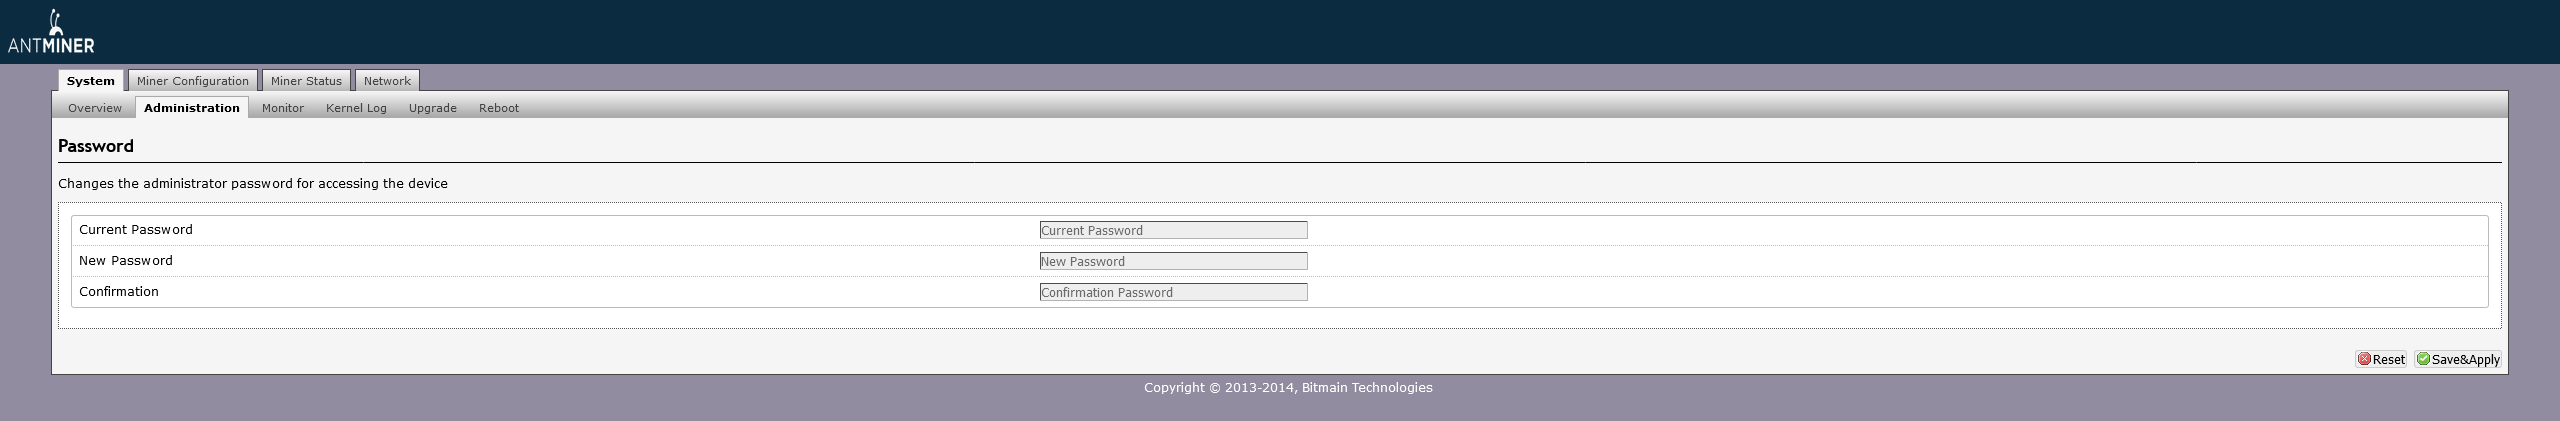 ANTMINER
System Miner Configuration Miner Status Network
Overview Administration Monitor Kernel Log Upgrade Reboot
Password
Changes the administrator password for accessing the device
Current Password Current Password
New Password New Password
Confirmation Confirmation Password
Reset Save&Apply
Copyright © 2013-2014, Bitmain Technologies